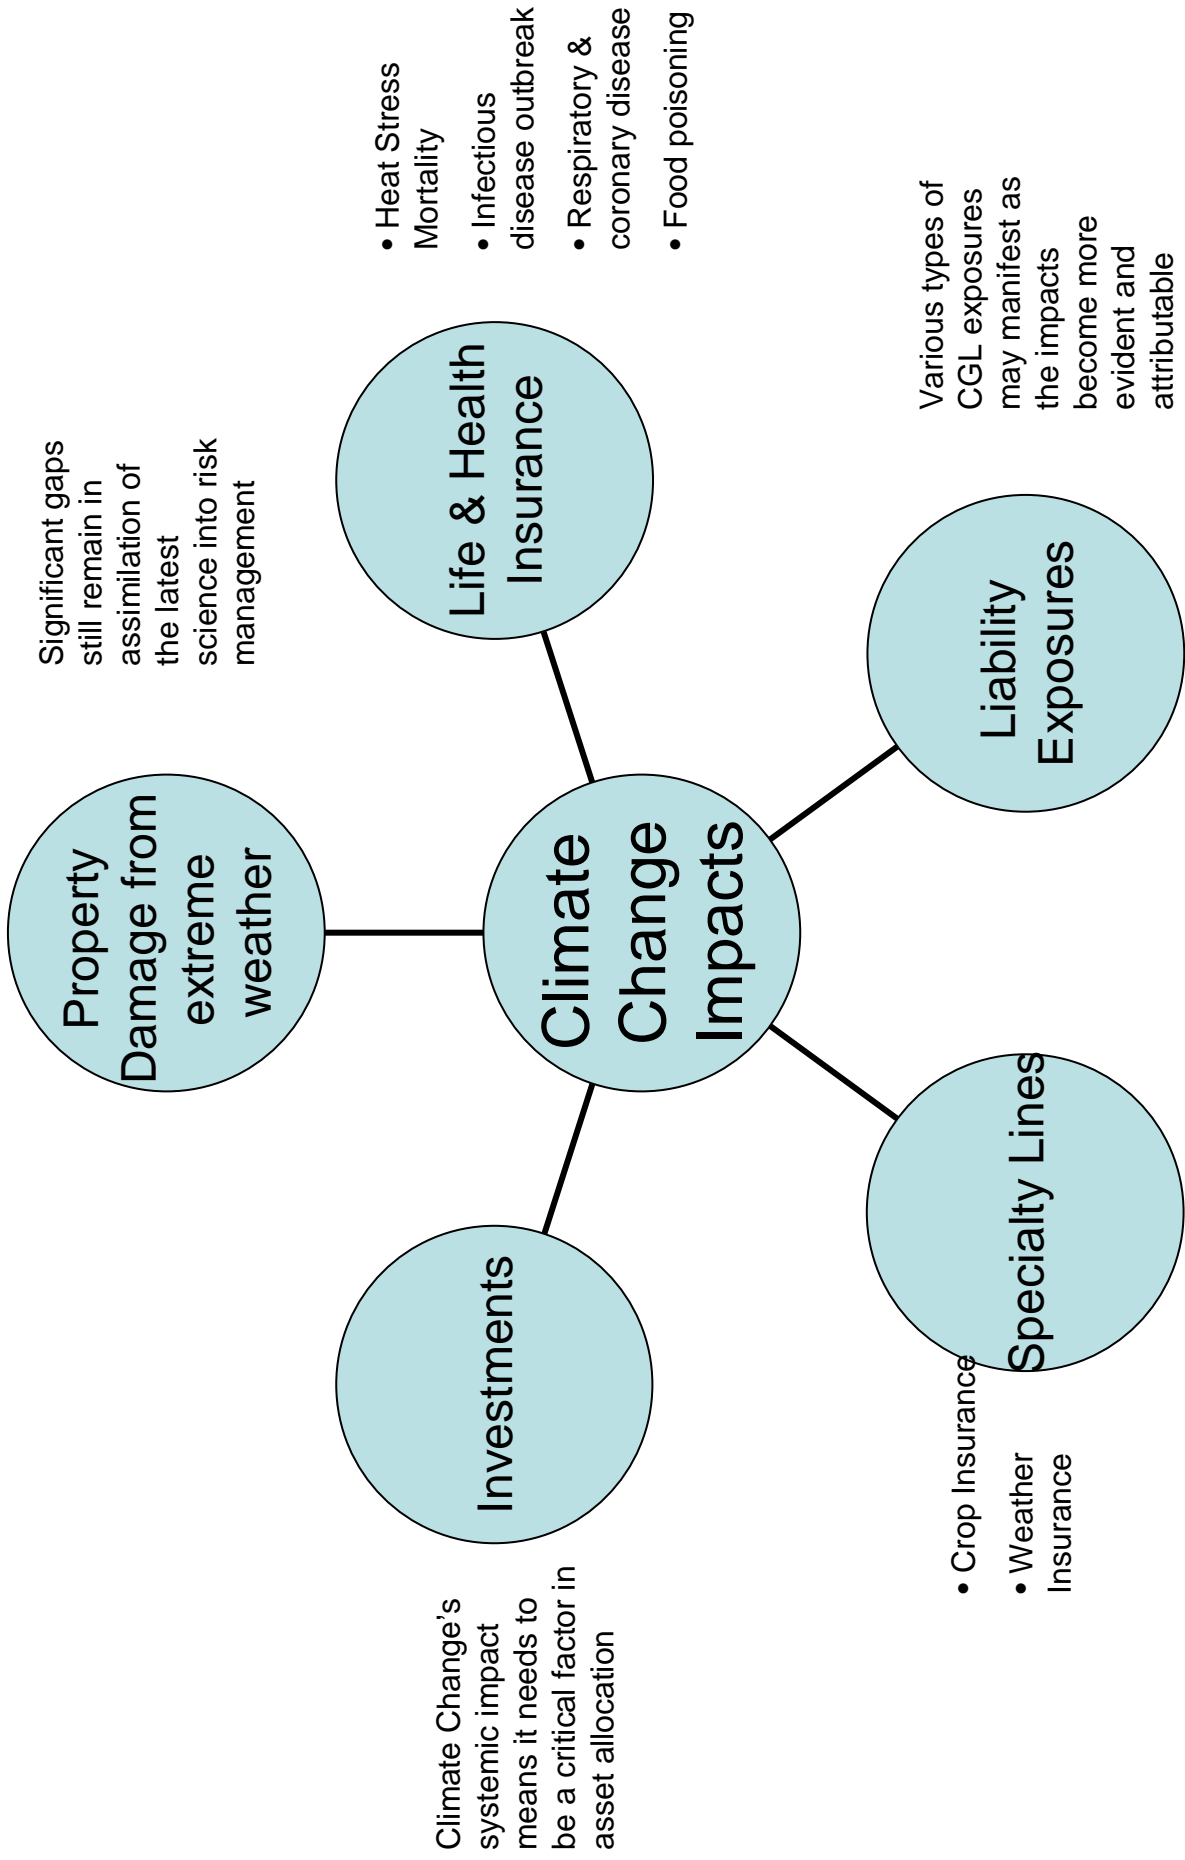 Property
Damage from
extreme
weather
Significant gaps
still remain in
assimilation of
the latest
science into risk
management
Life & Health
Insurance
• Heat Stress
Mortality
• Infectious
disease outbreak
• Respiratory &
coronary disease
• Food poisoning
Climate
Change
Impacts
Investments
Climate Change’s
systemic impact
means it needs to
be a critical factor in
asset allocation
Liability
Exposures
Various types of
CGL exposures
may manifest as
the impacts
become more
evident and
attributable
Specialty Lines
• Crop Insurance
• Weather
Insurance